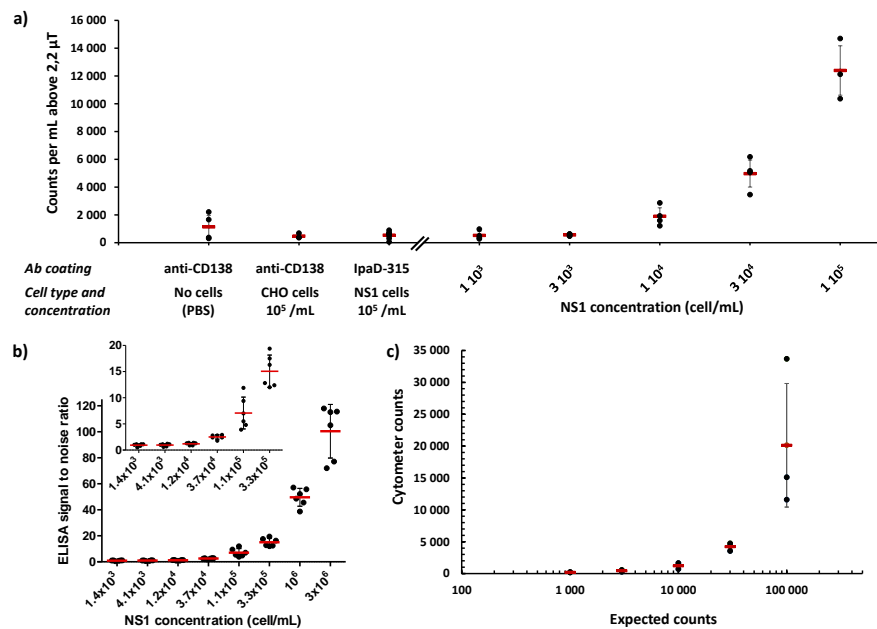 a)
Counts per mL above 2,2 µT
16 000
14 000
12 000
10 000
8 000
6 000
4 000
2 000
0
Ab coating
anti-CD138
anti-CD138
IpaD-315
Cell type and
concentration
No cells
(PBS)
CHO cells
10⁵ /mL
NS1 cells
10⁵ /mL
1 10³
3 10³
1 10⁴
3 10⁴
1 10⁵
NS1 concentration (cell/mL)
b)
ELISA signal to noise ratio
20
15
10
5
0
1.4x10³
4.1x10³
1.2x10⁴
3.7x10⁴
1.1x10⁵
3.3x10⁵
120
100
80
60
40
20
0
1.4x10³
4.1x10³
1.2x10⁴
3.7x10⁴
1.1x10⁵
3.3x10⁵
10⁶
3x10⁶
NS1 concentration (cell/mL)
c)
Cytometer counts
35 000
30 000
25 000
20 000
15 000
10 000
5 000
0
100
1 000
10 000
100 000
Expected counts